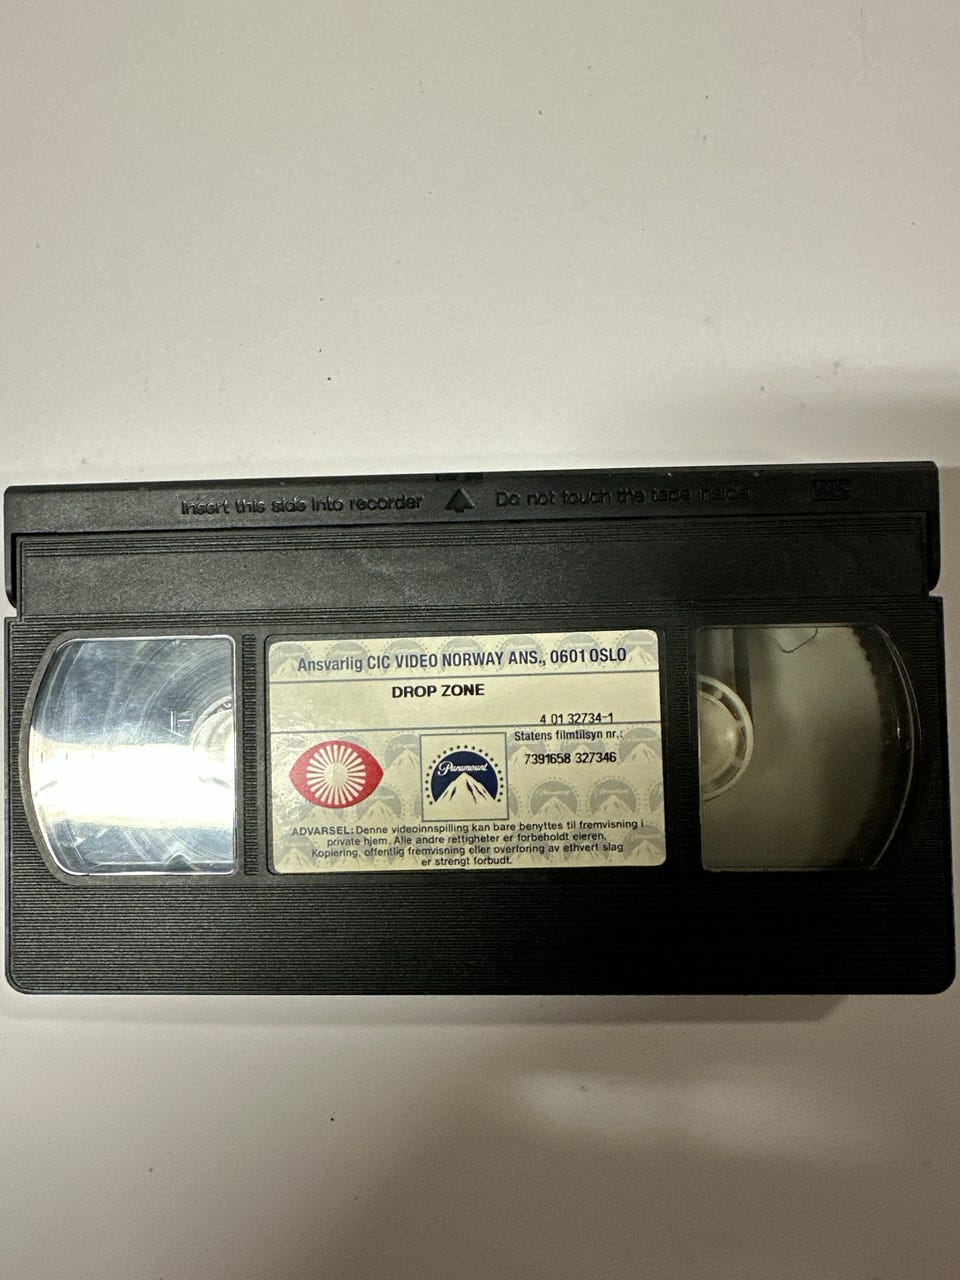 Insert this side into recorder Do not touch the tape inside VHS
Ansvarlig CIC VIDEO NORWAY ANS., 0601 OSLO
DROP ZONE
4 01 32734-1
Statens filmtilsyn nr.:
7391658 327346
Paramount
ADVARSEL: Denne videoinnspilling kan bare benyttes til fremvisning i
private hjem. Alle andre rettigheter er forbeholdt eieren.
Kopiering, offentlig fremvisning eller overføring av ethvert slag
er strengt forbudt.